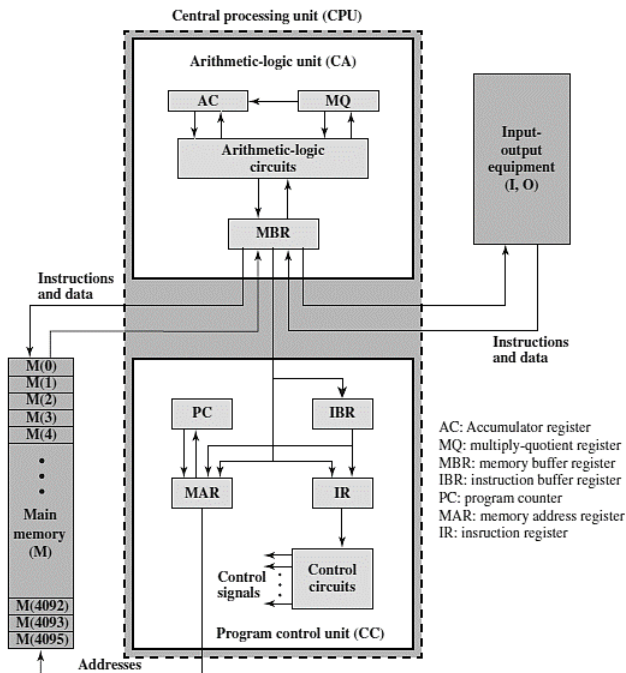 Central processing unit (CPU)
Arithmetic-logic unit (CA)
AC
MQ
Arithmetic-logic
circuits
MBR
Input-
output
equipment
(I, O)
Instructions
and data
Instructions
and data
M(0)
M(1)
M(2)
M(3)
M(4)
Main
memory
(M)
M(4092)
M(4093)
M(4095)
PC
IBR
MAR
IR
Control
signals
Control
circuits
Program control unit (CC)
Addresses
AC: Accumulator register
MQ: multiply-quotient register
MBR: memory buffer register
IBR: instruction buffer register
PC: program counter
MAR: memory address register
IR: insruction register